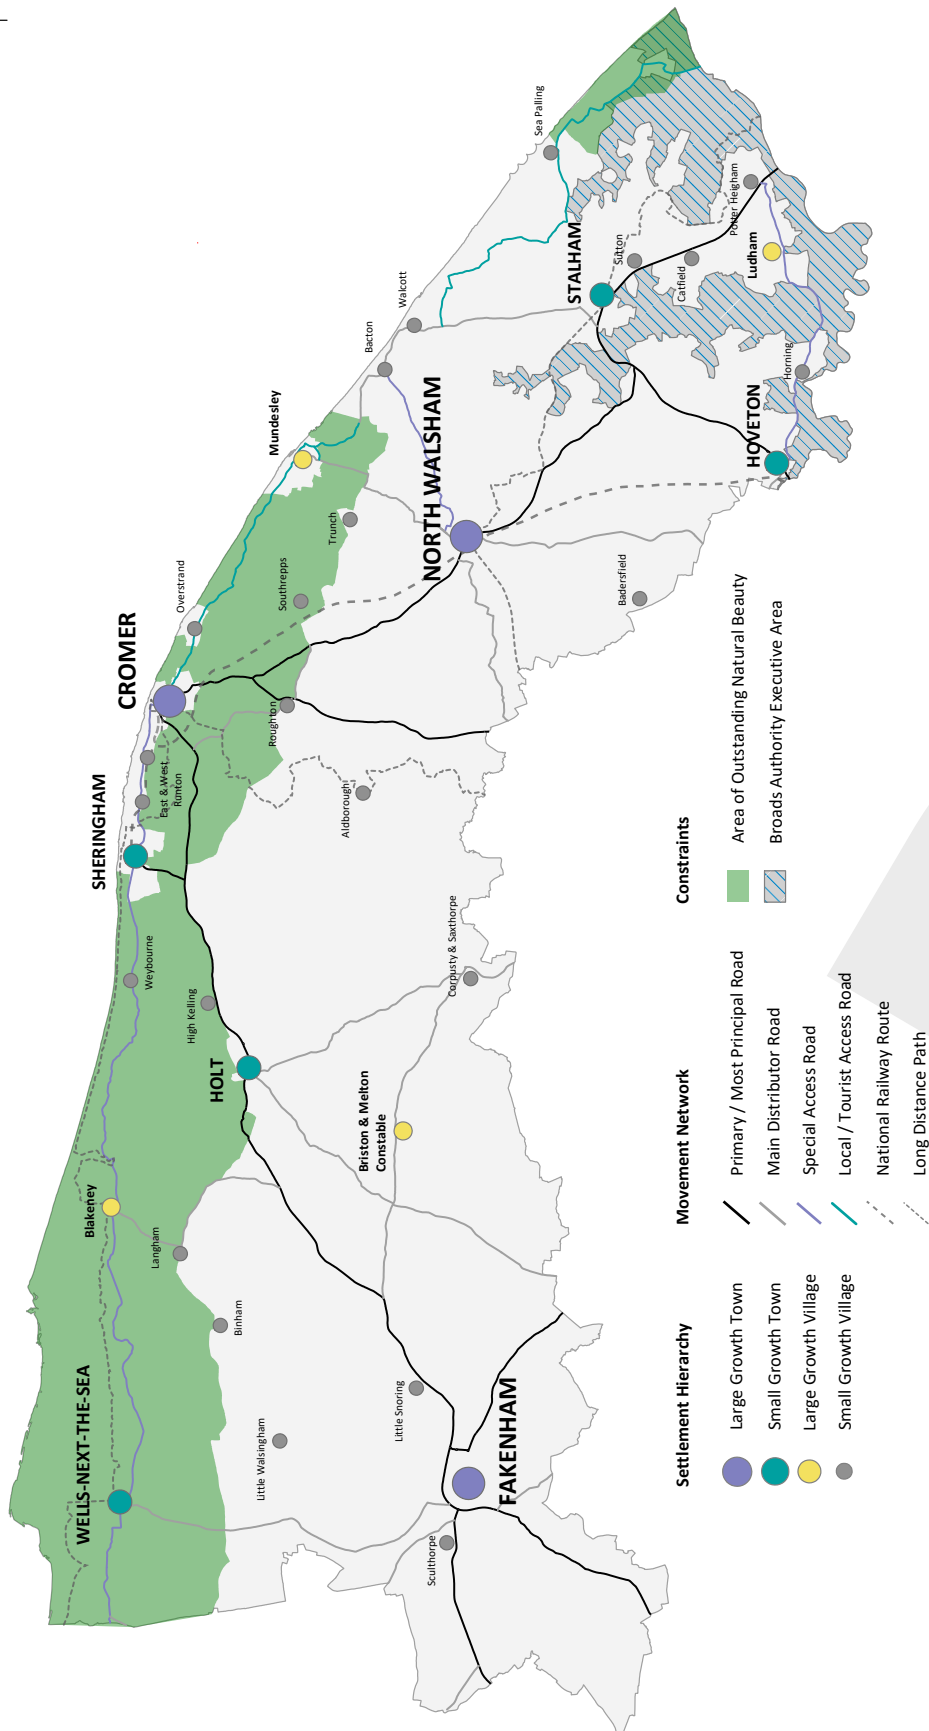 WELLS-NEXT-THE-SEA
Blakeney
Langham
Binham
Little Walsingham
Weybourne
High Kelling
HOLT
SHERINGHAM
East & West
Runton
CROMER
Overstrand
Roughton
Southrepps
Trunch
Mundesley
Aldborough
Corpusty & Saxthorpe
Briston & Melton
Constable
Little Snoring
FAKENHAM
Sculthorpe
NORTH WALSHAM
Bacton
Walcott
Badersfield
STALHAM
Sutton
Catfield
Sea Palling
Potter Heigham
Ludham
Horning
HOVETON
Settlement Hierarchy
Large Growth Town
Small Growth Town
Large Growth Village
Small Growth Village
Movement Network
Primary / Most Principal Road
Main Distributor Road
Special Access Road
Local / Tourist Access Road
National Railway Route
Long Distance Path
Constraints
Area of Outstanding Natural Beauty
Broads Authority Executive Area